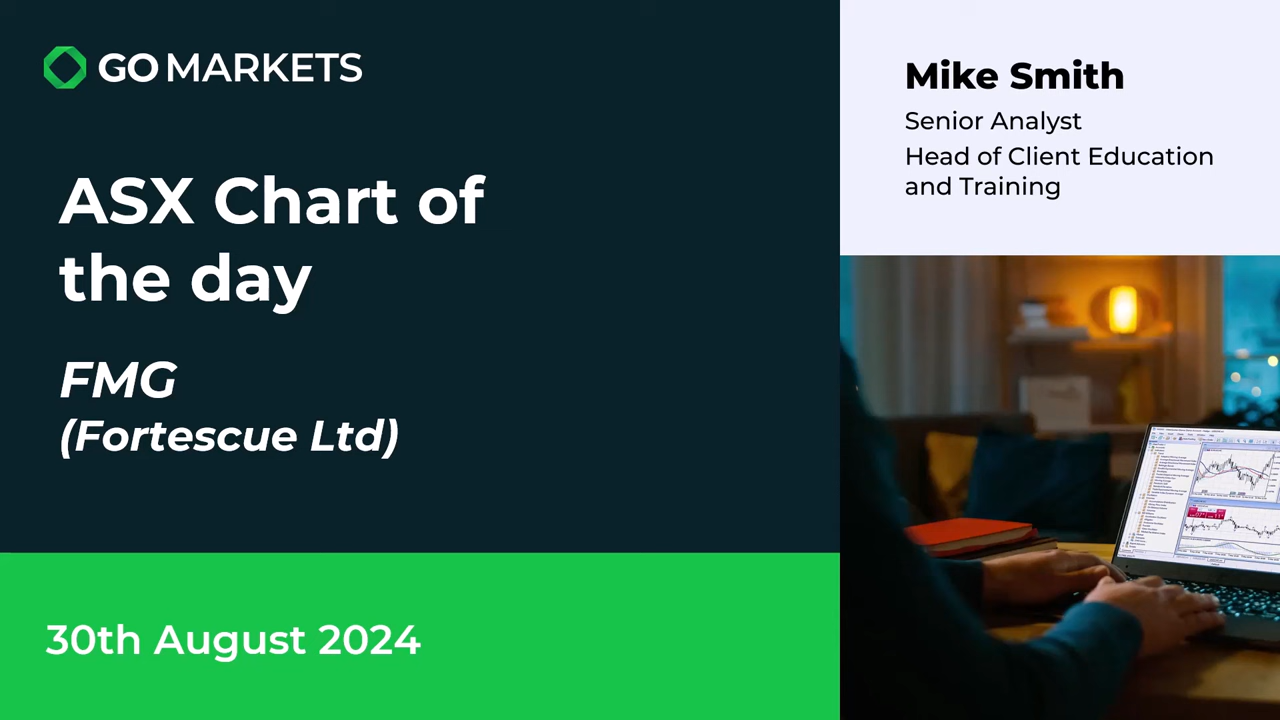 GO MARKETS
ASX Chart of
the day
FMG
(Fortescue Ltd)
30th August 2024
Mike Smith
Senior Analyst
Head of Client Education
and Training